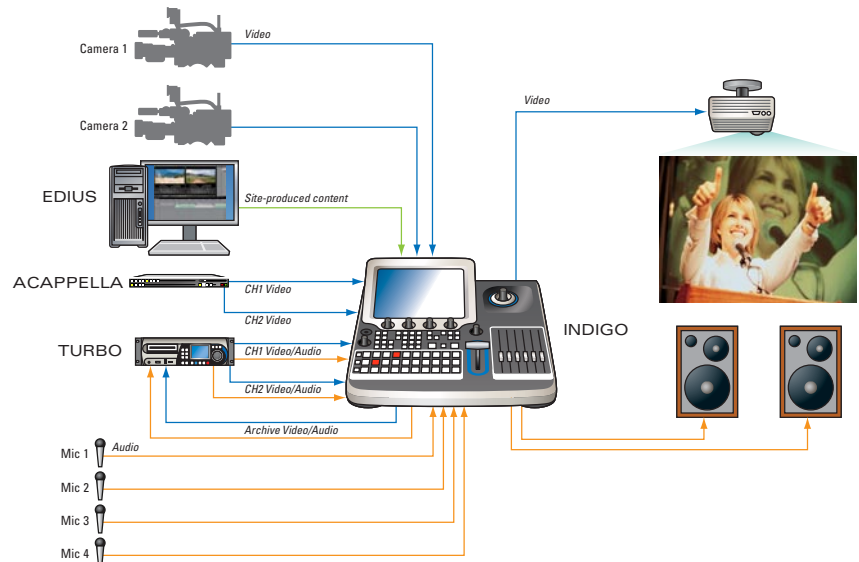 Camera 1
Video
Camera 2
Video
EDIUS
Site-produced content
ACAPPELLA
CH1 Video
CH2 Video
INDIGO
TURBO
CH1 Video/Audio
CH2 Video/Audio
Archive Video/Audio
Mic 1
Audio
Mic 2
Mic 3
Mic 4